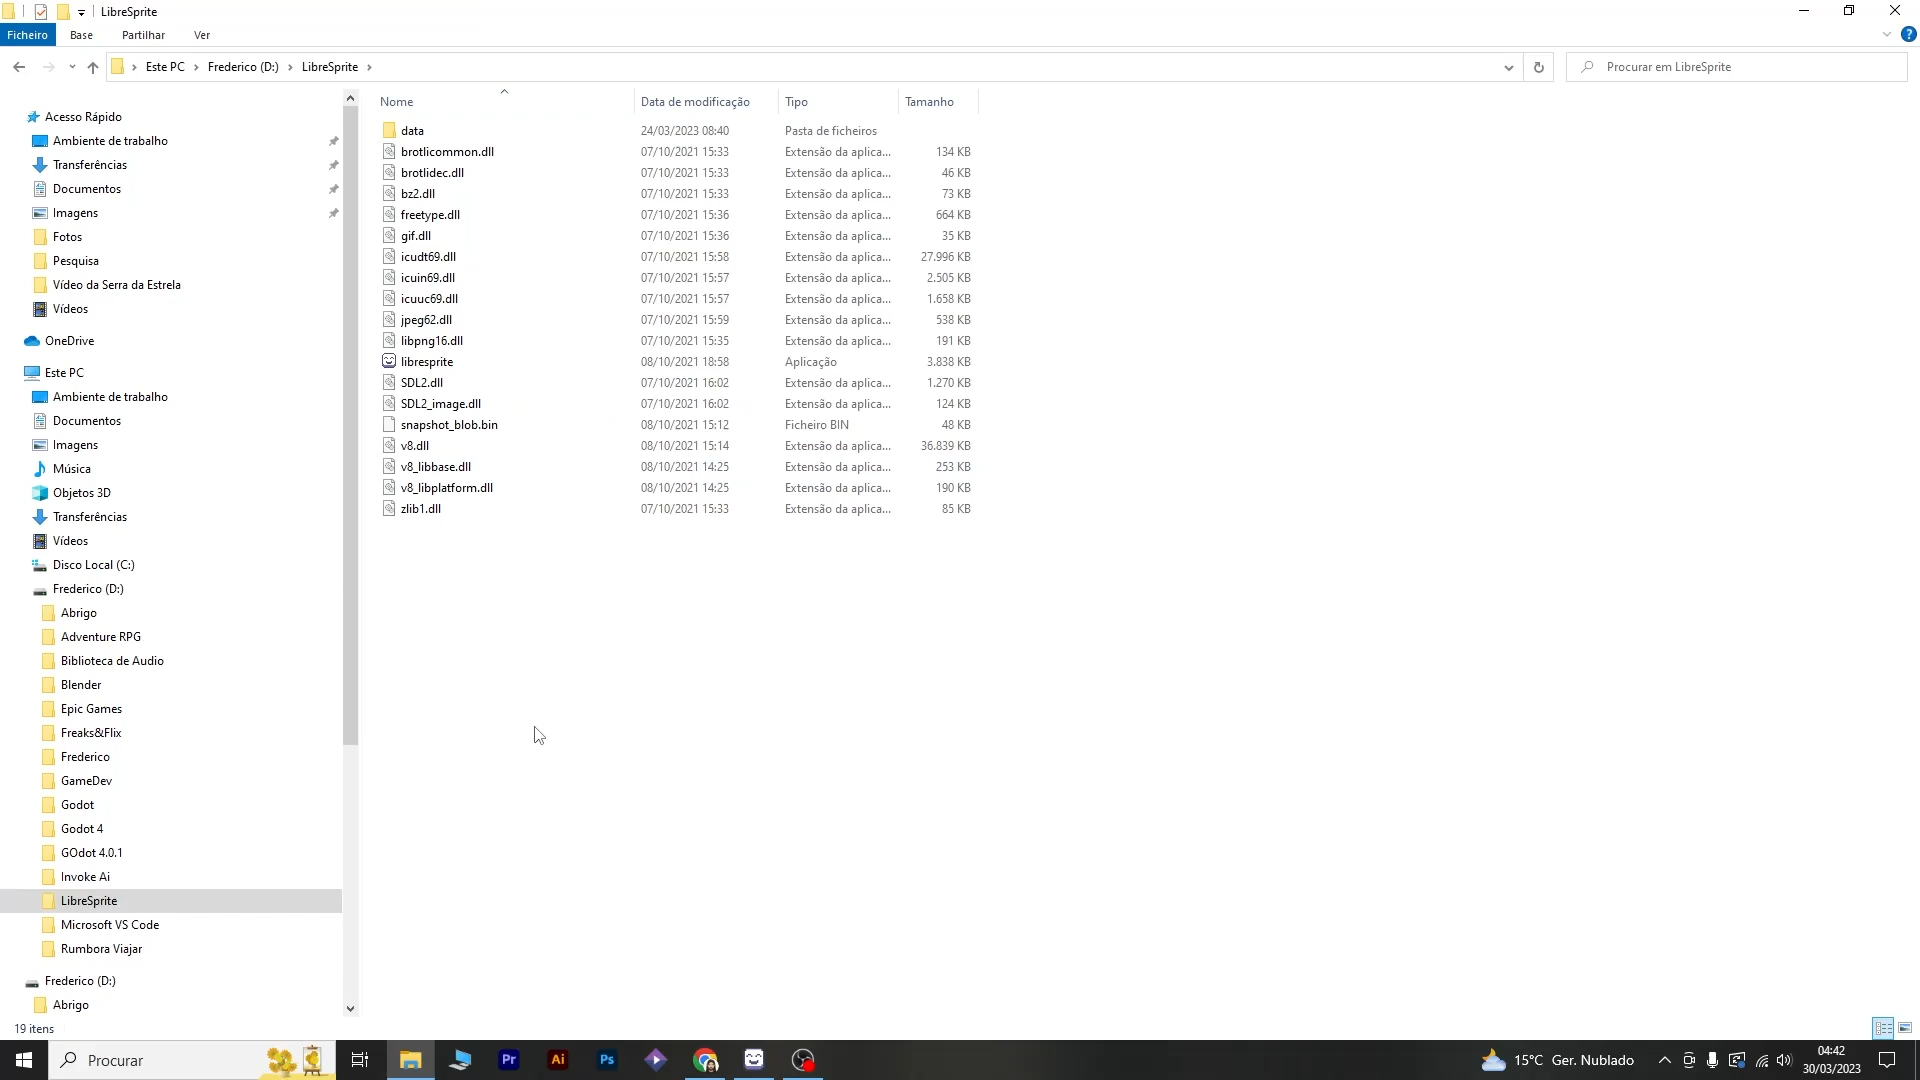 LibreSprite
Ficheiro Base Partilhar Ver
Este PC Frederico (D:) LibreSprite Procurar em LibreSprite
Acesso Rápido
Ambiente de trabalho
Transferências
Documentos
Imagens
Fotos
Pesquisa
Vídeo da Serra da Estrela
Vídeos
OneDrive
Este PC
Ambiente de trabalho
Documentos
Imagens
Música
Objetos 3D
Transferências
Vídeos
Disco Local (C:)
Frederico (D:)
Abrigo
Adventure RPG
Biblioteca de Audio
Blender
Epic Games
Freaks&Flix
Frederico
GameDev
Godot
Godot 4
GOdot 4.0.1
Invoke Ai
LibreSprite
Microsoft VS Code
Rumbora Viajar
Frederico (D:)
Abrigo
Nome Data de modificação Tipo Tamanho
data 24/03/2023 08:40 Pasta de ficheiros
brotlicommon.dll 07/10/2021 15:33 Extensão da aplica... 134 KB
brotlidec.dll 07/10/2021 15:33 Extensão da aplica... 46 KB
bz2.dll 07/10/2021 15:33 Extensão da aplica... 73 KB
freetype.dll 07/10/2021 15:36 Extensão da aplica... 664 KB
gif.dll 07/10/2021 15:36 Extensão da aplica... 35 KB
icudt69.dll 07/10/2021 15:58 Extensão da aplica... 27.996 KB
icuin69.dll 07/10/2021 15:57 Extensão da aplica... 2.505 KB
icuuc69.dll 07/10/2021 15:57 Extensão da aplica... 1.658 KB
jpeg62.dll 07/10/2021 15:59 Extensão da aplica... 538 KB
libpng16.dll 07/10/2021 15:35 Extensão da aplica... 191 KB
libresprite 08/10/2021 18:58 Aplicação 3.838 KB
SDL2.dll 07/10/2021 16:02 Extensão da aplica... 1.270 KB
SDL2_image.dll 07/10/2021 16:02 Extensão da aplica... 124 KB
snapshot_blob.bin 08/10/2021 15:12 Ficheiro BIN 48 KB
v8.dll 08/10/2021 15:14 Extensão da aplica... 36.839 KB
v8_libbase.dll 08/10/2021 14:25 Extensão da aplica... 253 KB
v8_libplatform.dll 08/10/2021 14:25 Extensão da aplica... 190 KB
zlib1.dll 07/10/2021 15:33 Extensão da aplica... 85 KB
19 itens
Procurar Pr Ai Ps 15°C Ger. Nublado 04:42
30/03/2023